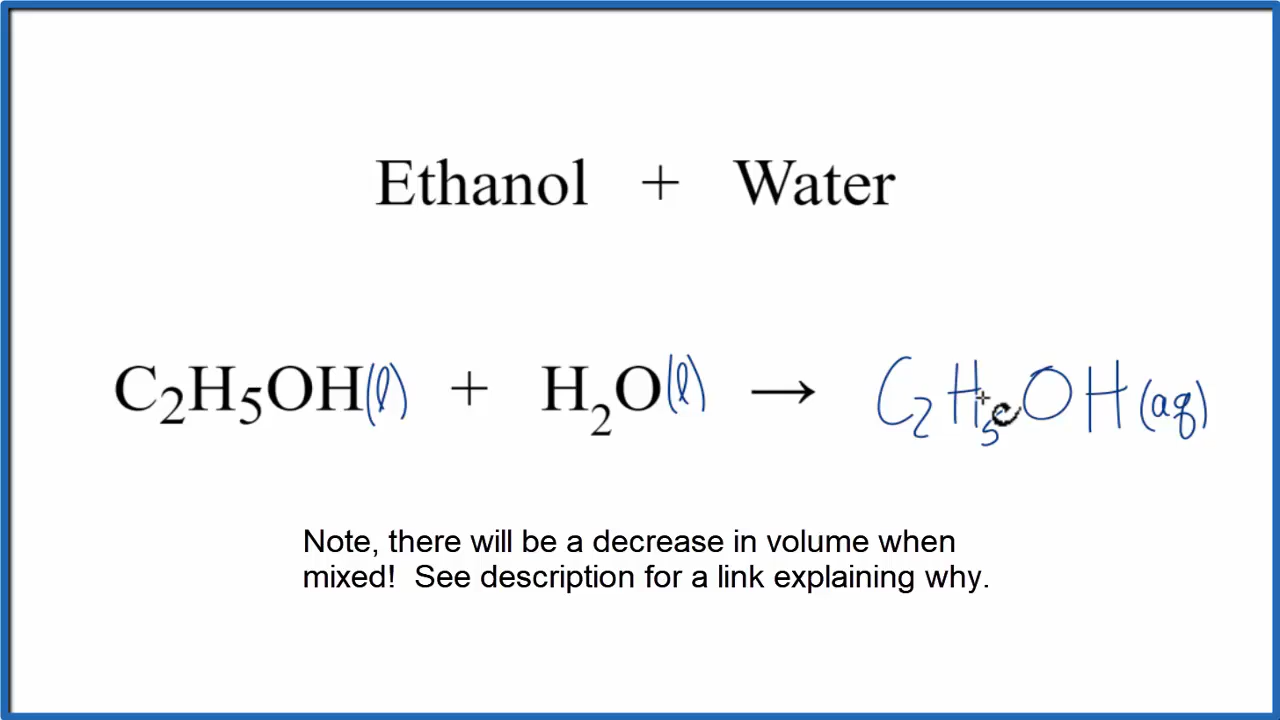 Ethanol + Water
C₂H₅OH(l) + H₂O(l) → C₂H₅OH(aq)
Note, there will be a decrease in volume when
mixed! See description for a link explaining why.